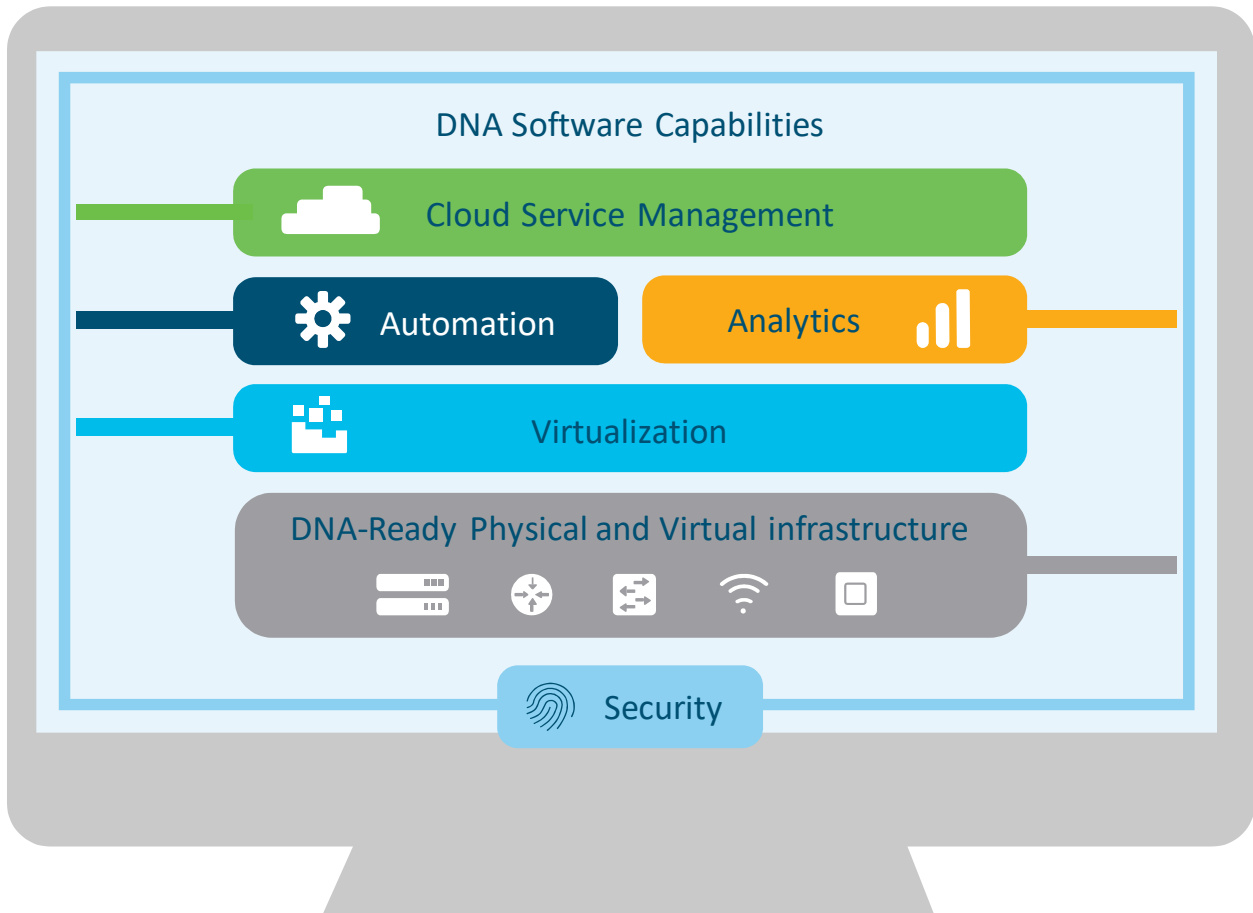 DNA Software Capabilities
Cloud Service Management
Automation
Analytics
Virtualization
DNA-Ready Physical and Virtual infrastructure
Security